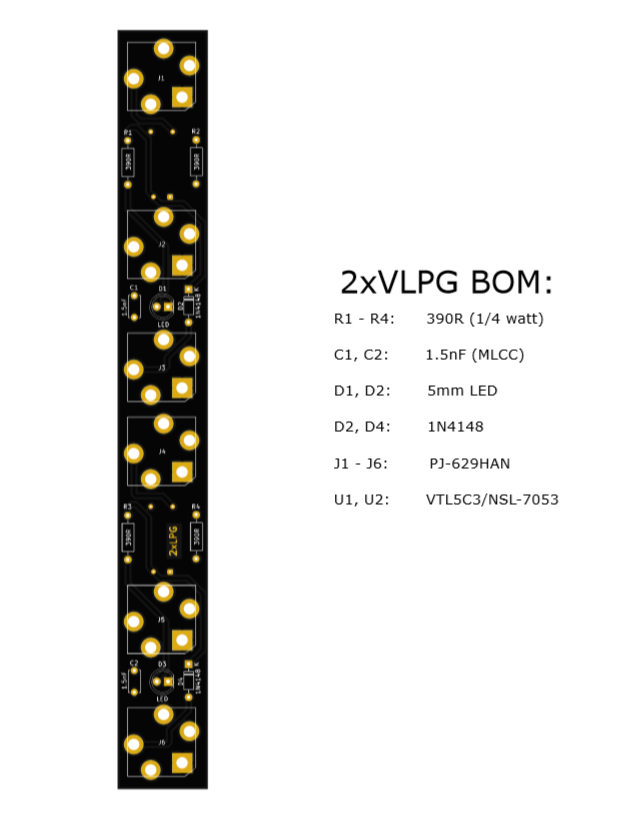 J1
R1
R2
390R
390R
J2
C1
D1
K
1.5nF
D2
1N4148
LED
J3
J4
R3
R4
390R
2xLPG
390R
J5
C2
D3
K
1.5nF
D4
1N4148
LED
J6
2xVLPG BOM:
R1 - R4: 390R (1/4 watt)
C1, C2: 1.5nF (MLCC)
D1, D2: 5mm LED
D2, D4: 1N4148
J1 - J6: PJ-629HAN
U1, U2: VTL5C3/NSL-7053